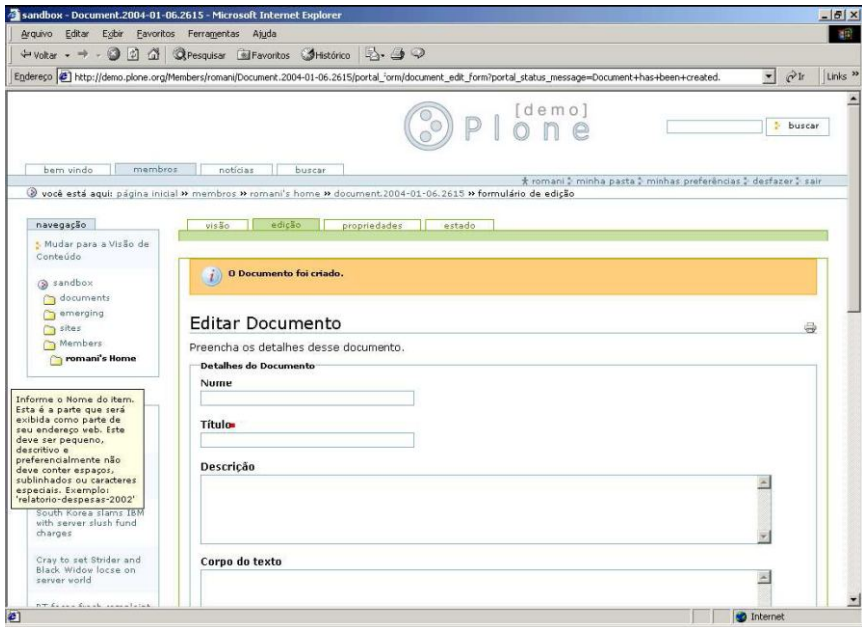 sandbox - Document.2004-01-06.2615 - Microsoft Internet Explorer
Arquivo Editar Exibir Favoritos Ferramentas Ajuda
Voltar Pesquisar Favoritos Histórico
Endereço http://demo.plone.org/Members/romani/Document.2004-01-06.2615/portal_form/document_edit_form?portal_status_message=Document+has+been+created. Ir Links »
[demo]
Plone
buscar
bem vindo membros notícias buscar
romani minha pasta minhas preferências desfazer sair
você está aqui: página inicial » membros » romani's home » document.2004-01-06.2615 » formulário de edição
navegação
Mudar para a Visão de
Conteúdo
sandbox
documents
emerging
sites
Members
romani's Home
visão edição propriedades estado
O Documento foi criado.
Editar Documento
Preencha os detalhes desse documento.
Detalhes do Documento
Nome
Título
Descrição
Corpo do texto
Informe o Nome do item.
Esta é a parte que será
exibida como parte de
seu endereço web. Este
deve ser pequeno,
descritivo e
preferencialmente não
deve conter espaços,
sublinhados ou caracteres
especiais. Exemplo:
'relatorio-despesas-2002'
South Korea slams IBM
with server slush fund
charges
Cray to set Strider and
Black Widow loose on
server world
Internet